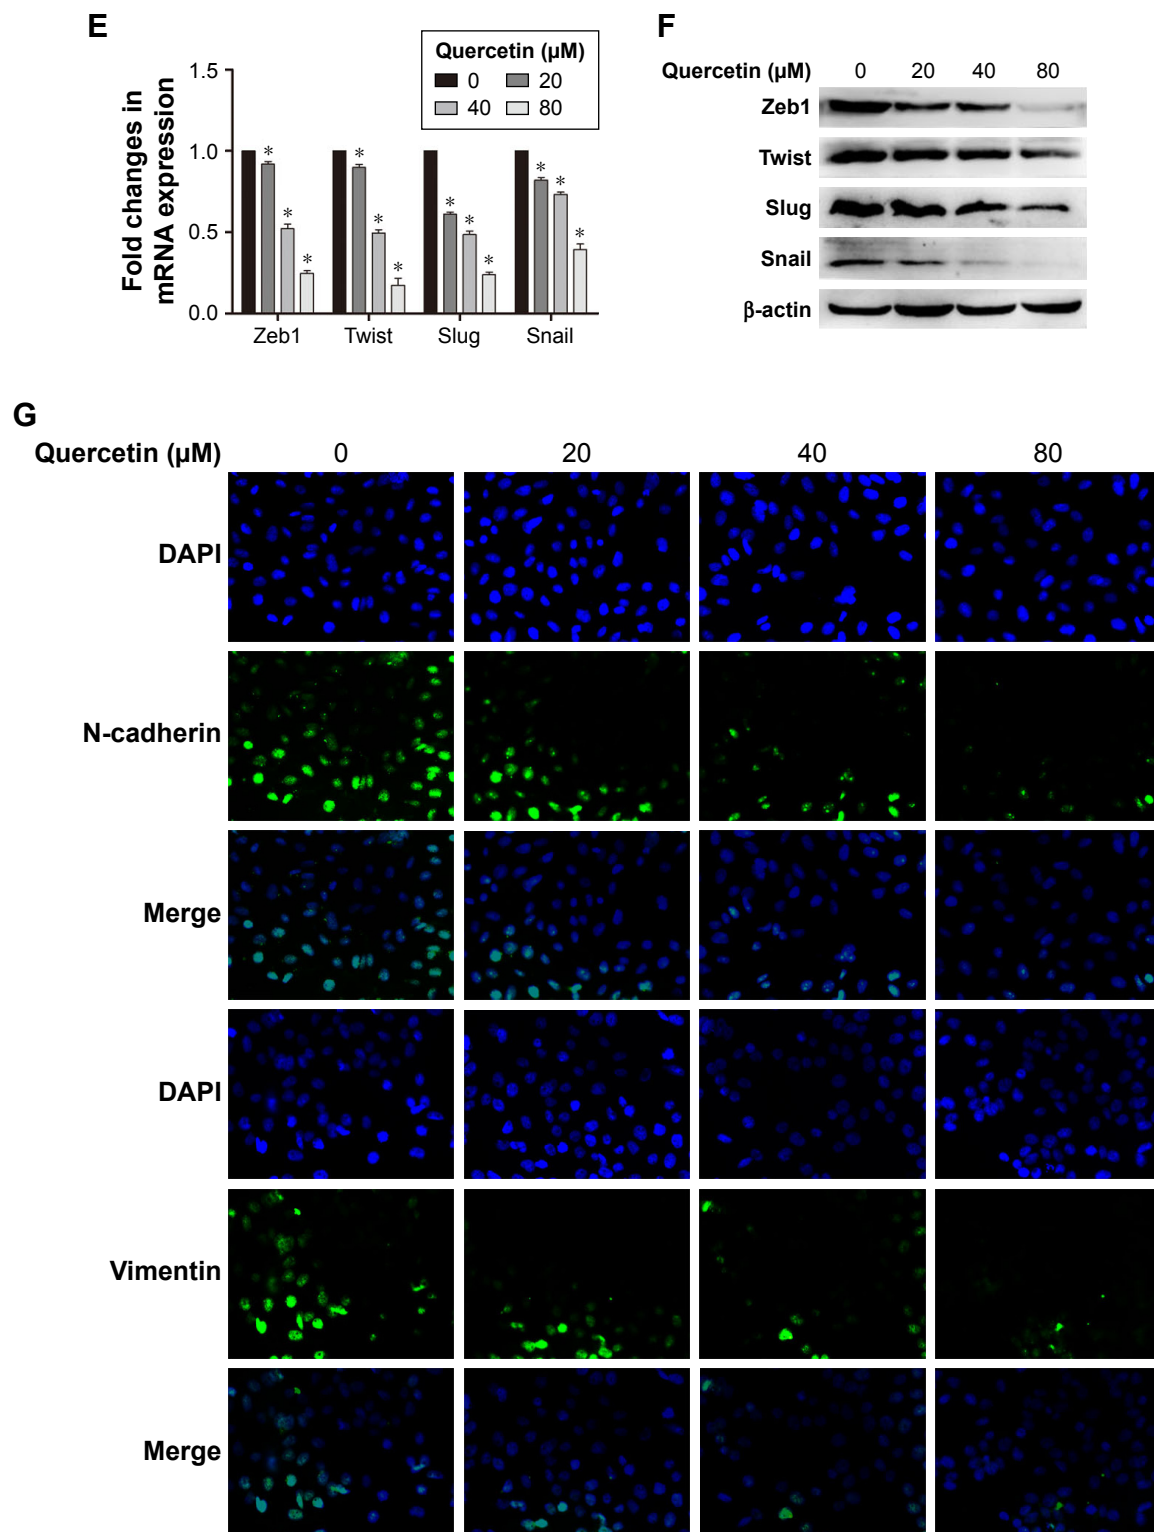 E
Quercetin (µM)
0 20
40 80
Fold changes in
mRNA expression
1.5
1.0
0.5
0.0
* * * * * * * * * * * *
Zeb1 Twist Slug Snail
F
Quercetin (µM) 0 20 40 80
Zeb1
Twist
Slug
Snail
β-actin
G
Quercetin (µM) 0 20 40 80
DAPI
N-cadherin
Merge
DAPI
Vimentin
Merge